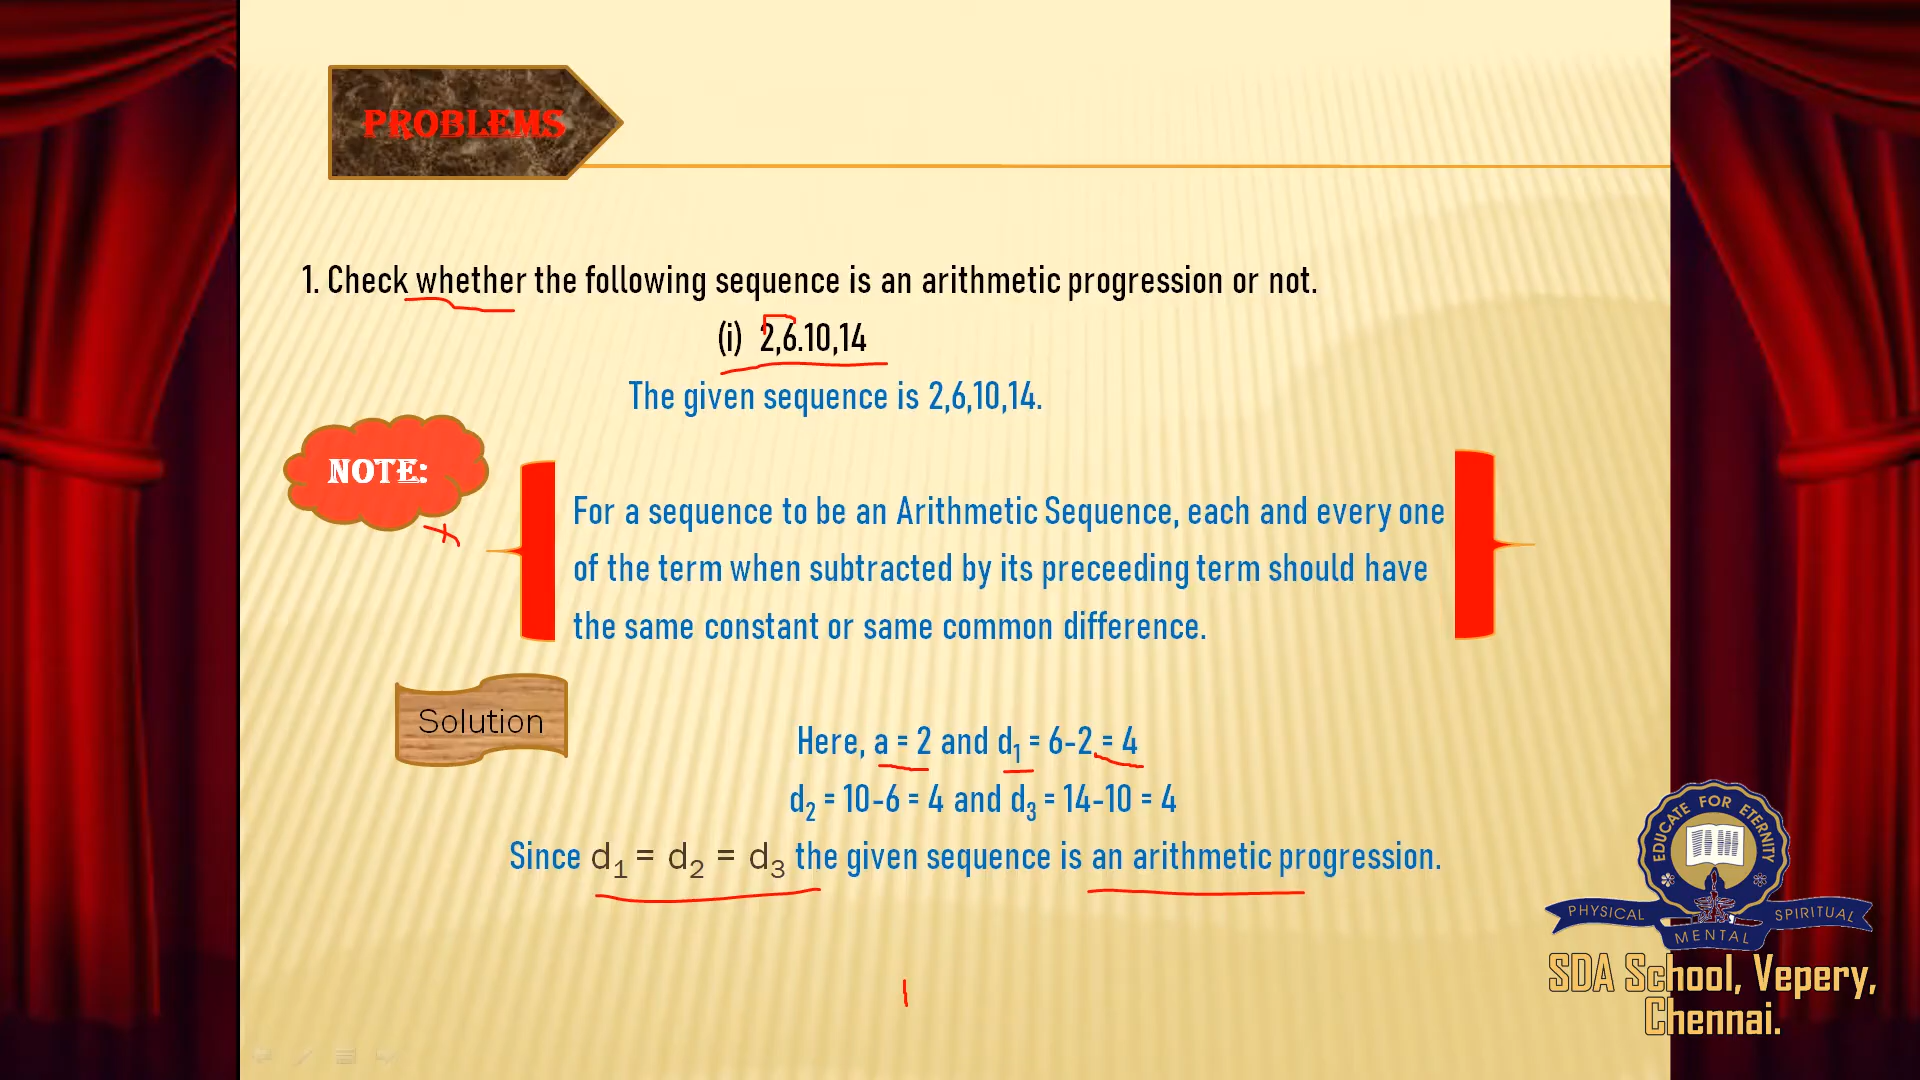 PROBLEMS
1. Check whether the following sequence is an arithmetic progression or not.
(i) 2,6.10,14
The given sequence is 2,6,10,14.
NOTE:
For a sequence to be an Arithmetic Sequence, each and every one
of the term when subtracted by its preceeding term should have
the same constant or same common difference.
Solution
Here, a = 2 and d₁ = 6-2 = 4
d₂ = 10-6 = 4 and d₃ = 14-10 = 4
Since d₁ = d₂ = d₃ the given sequence is an arithmetic progression.
EDUCATE FOR ETERNITY
PHYSICAL
MENTAL
SPIRITUAL
SDA School, Vepery,
Chennai.